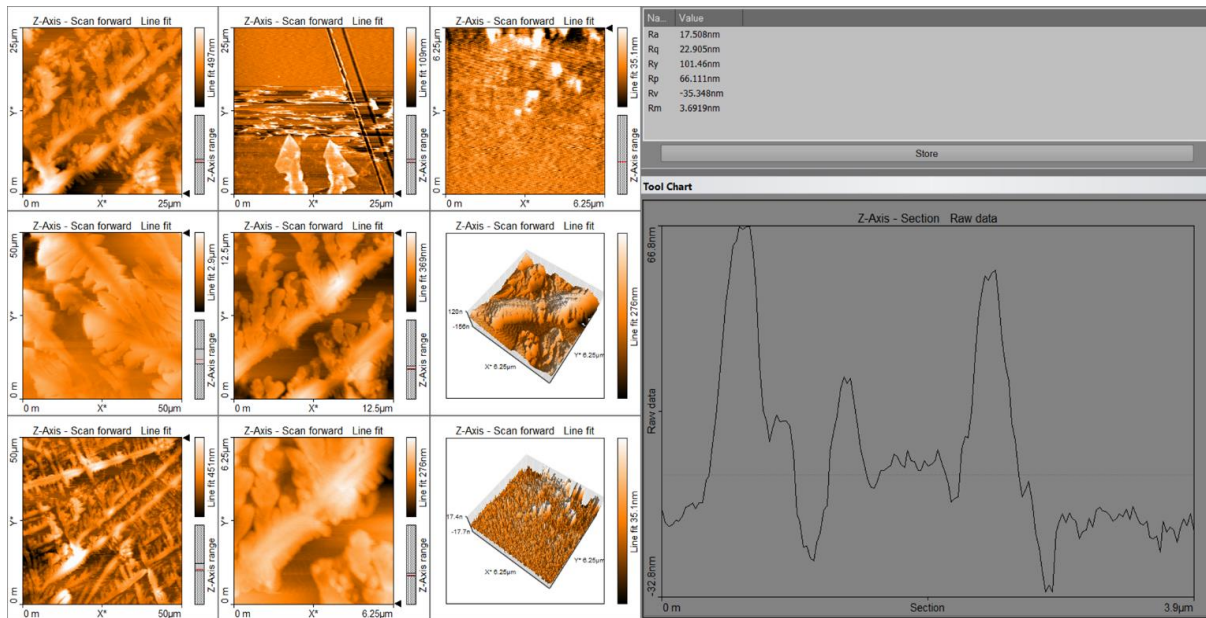 Z-Axis - Scan forward Line fit
25µm
Y*
0 m
0 m X* 25µm
Line fit 497nm
Z-Axis range
Z-Axis - Scan forward Line fit
25µm
Y*
0 m
0 m X* 25µm
Line fit 109nm
Z-Axis range
Z-Axis - Scan forward Line fit
6.25µm
Y*
0 m
0 m X* 6.25µm
Line fit 35.1nm
Z-Axis range
Z-Axis - Scan forward Line fit
50µm
Y*
0 m
0 m X* 50µm
Line fit 2.9µm
Z-Axis range
Z-Axis - Scan forward Line fit
12.5µm
Y*
0 m
0 m X* 12.5µm
Line fit 369nm
Z-Axis range
Z-Axis - Scan forward Line fit
120n
-156n
X* 6.25µm
Y* 6.25µm
Line fit 276nm
Z-Axis - Scan forward Line fit
50µm
Y*
0 m
0 m X* 50µm
Line fit 451nm
Z-Axis range
Z-Axis - Scan forward Line fit
6.25µm
Y*
0 m
0 m X* 6.25µm
Line fit 276nm
Z-Axis range
Z-Axis - Scan forward Line fit
17.4n
-17.7n
X* 6.25µm
Y* 6.25µm
Line fit 35.1nm
Na... Value
Ra 17.508nm
Rq 22.905nm
Ry 101.46nm
Rp 66.111nm
Rv -35.348nm
Rm 3.6919nm
Store
Tool Chart
Z-Axis - Section Raw data
66.8nm
Raw data
-32.8nm
0 m Section 3.9µm